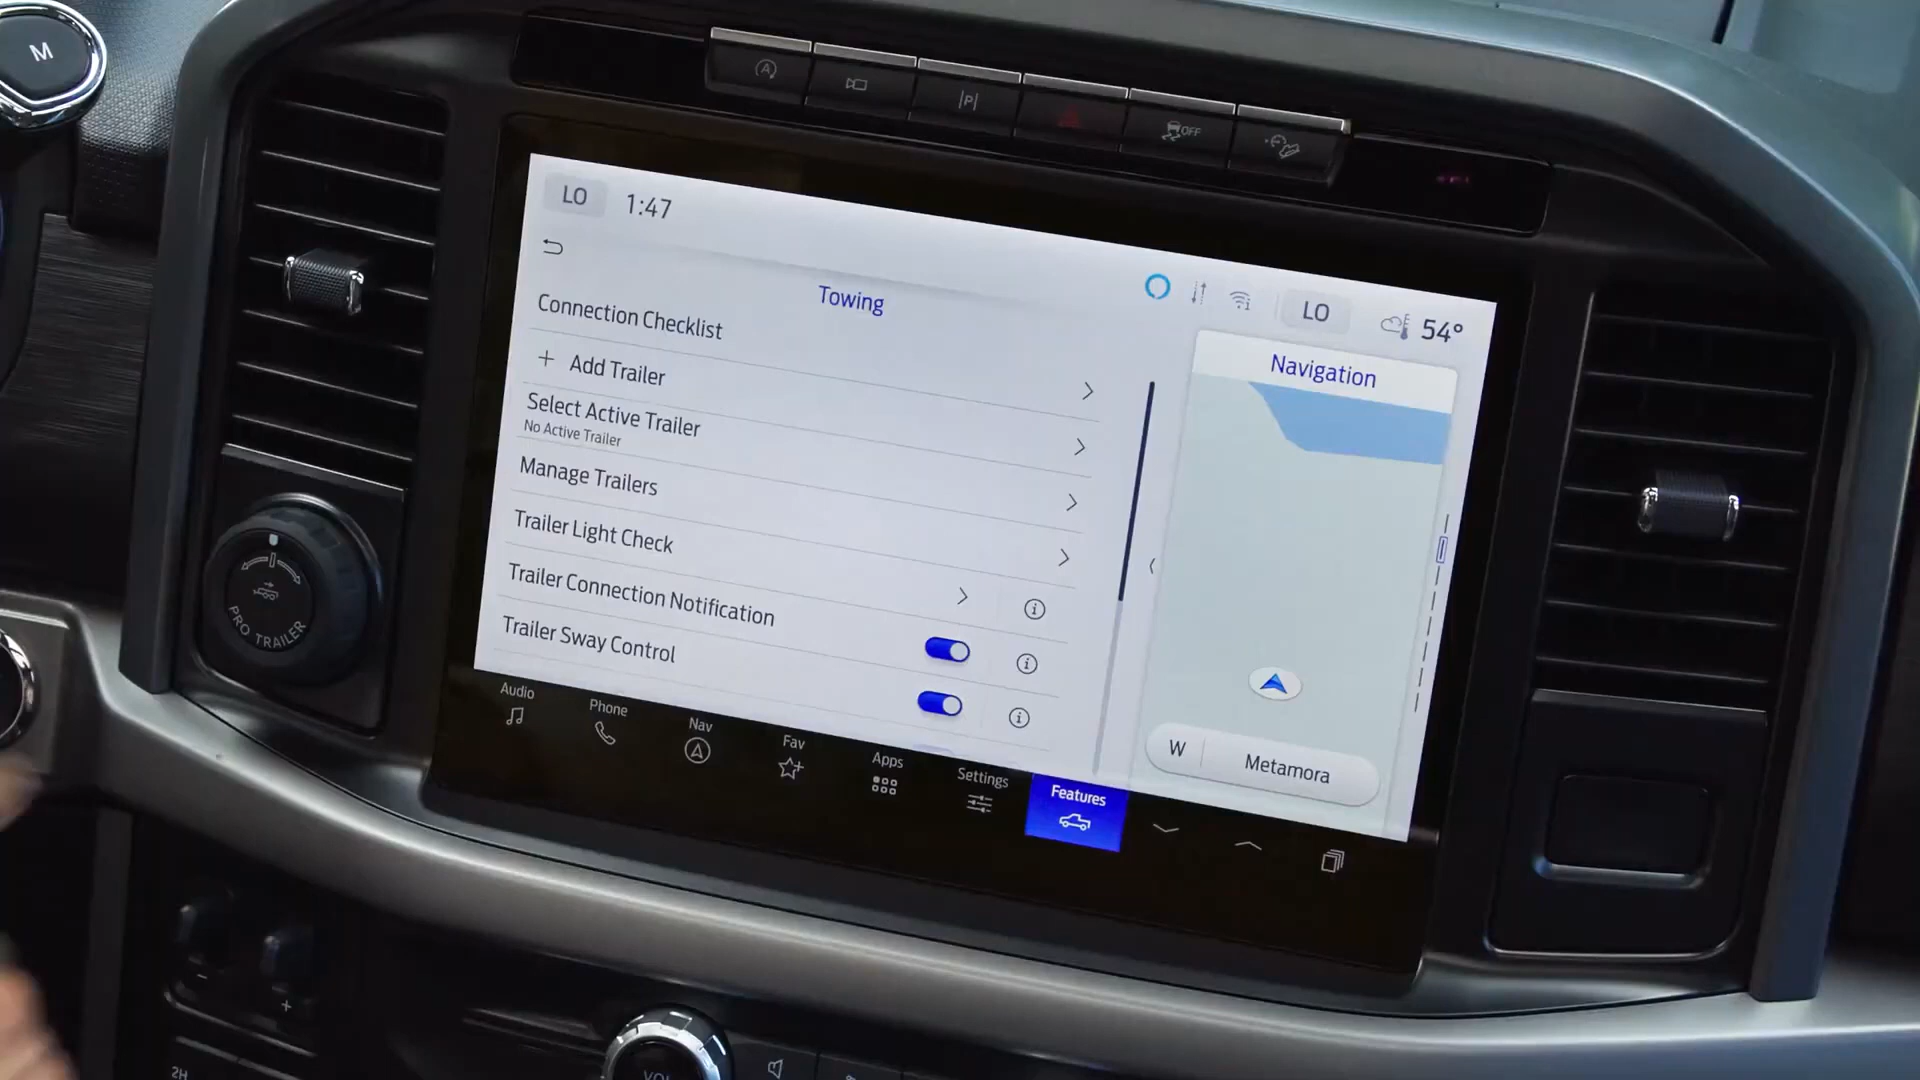 M
A
P
OFF
LO 1:47
LO 54°
Towing
Connection Checklist
+ Add Trailer
Select Active Trailer
No Active Trailer
Manage Trailers
Trailer Light Check
Trailer Connection Notification
Trailer Sway Control
Navigation
W Metamora
Audio
Phone
Nav
Fav
Apps
Settings
Features
PRO TRAILER
2H